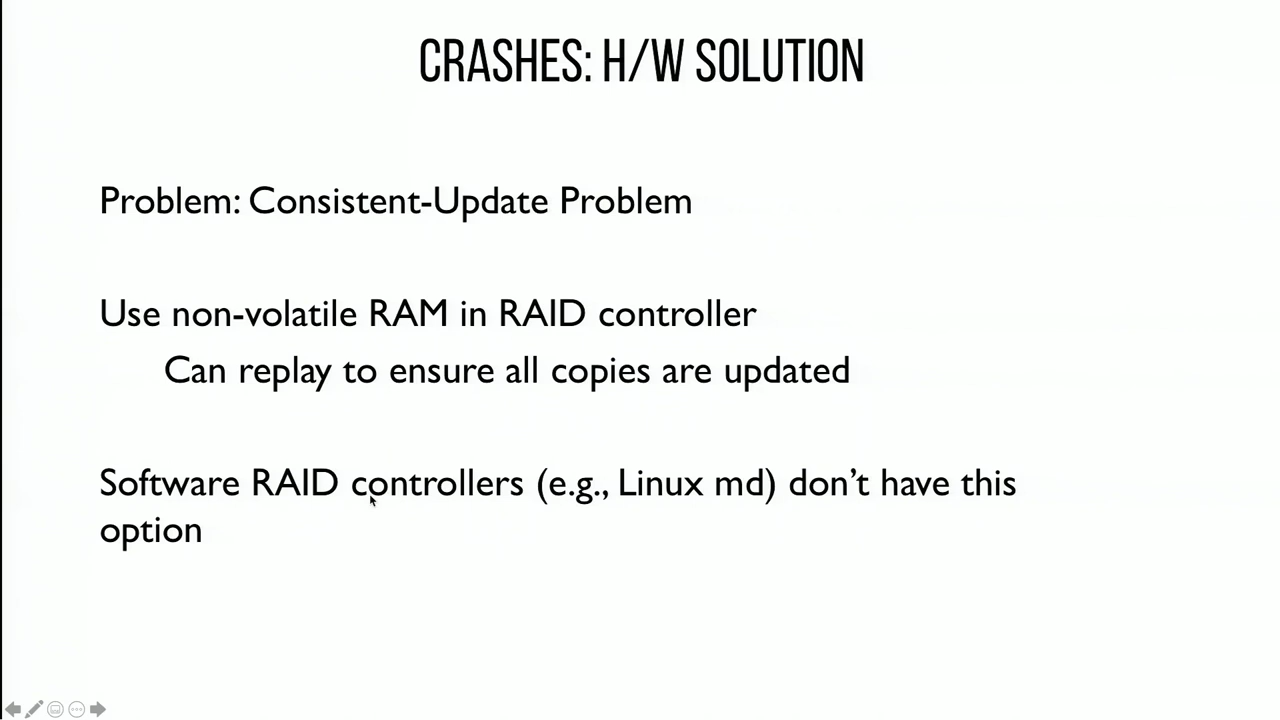 CRASHES: H/W SOLUTION
Problem: Consistent-Update Problem
Use non-volatile RAM in RAID controller
Can replay to ensure all copies are updated
Software RAID controllers (e.g., Linux md) don’t have this
option